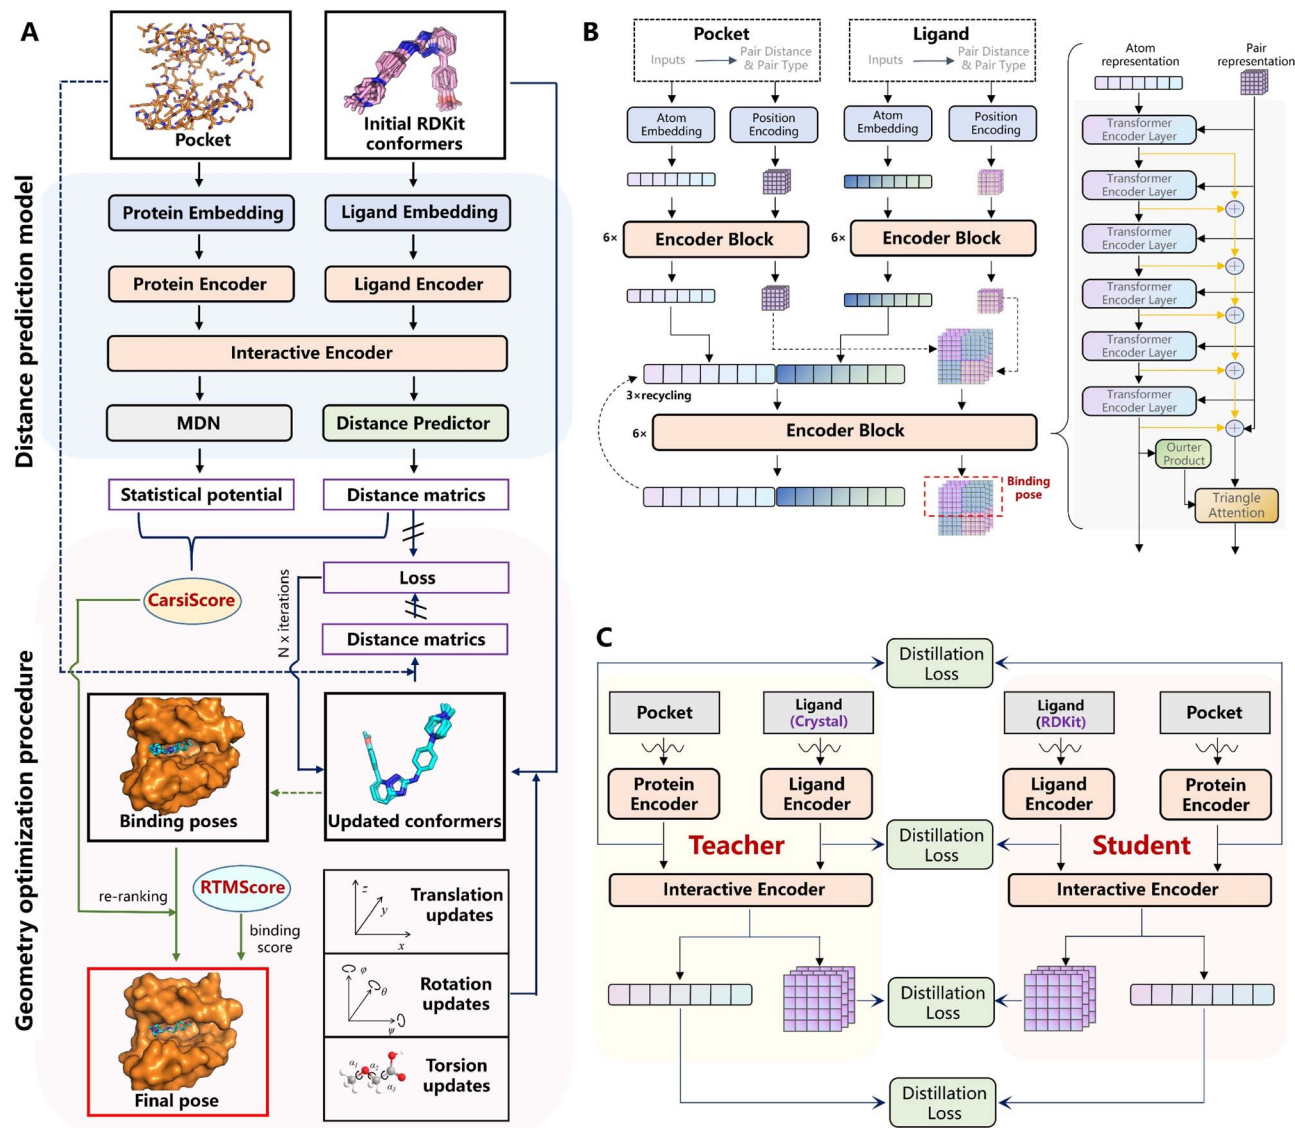 A
Pocket
Initial RDKit
conformers
Distance prediction model
Protein Embedding
Ligand Embedding
Protein Encoder
Ligand Encoder
Interactive Encoder
MDN
Distance Predictor
Statistical potential
Distance matrics
CarsiScore
Loss
N x iterations
Distance matrics
Geometry optimization procedure
Binding poses
Updated conformers
re-ranking
RTMScore
binding
score
Final pose
z
y
x
Translation
updates
φ
θ
ψ
Rotation
updates
a1
a2
a3
Torsion
updates
B
Pocket
Inputs
Pair Distance
& Pair Type
Ligand
Inputs
Pair Distance
& Pair Type
Atom
Embedding
Position
Encoding
Atom
Embedding
Position
Encoding
6×
Encoder Block
6×
Encoder Block
3×recycling
6×
Encoder Block
Binding
pose
Atom
representation
Pair
representation
Transformer
Encoder Layer
Transformer
Encoder Layer
Transformer
Encoder Layer
Transformer
Encoder Layer
Transformer
Encoder Layer
Transformer
Encoder Layer
Ourter
Product
Triangle
Attention
C
Distillation
Loss
Pocket
Ligand
(Crystal)
Ligand
(RDKit)
Pocket
Protein
Encoder
Ligand
Encoder
Ligand
Encoder
Protein
Encoder
Teacher
Distillation
Loss
Student
Interactive Encoder
Interactive Encoder
Distillation
Loss
Distillation
Loss